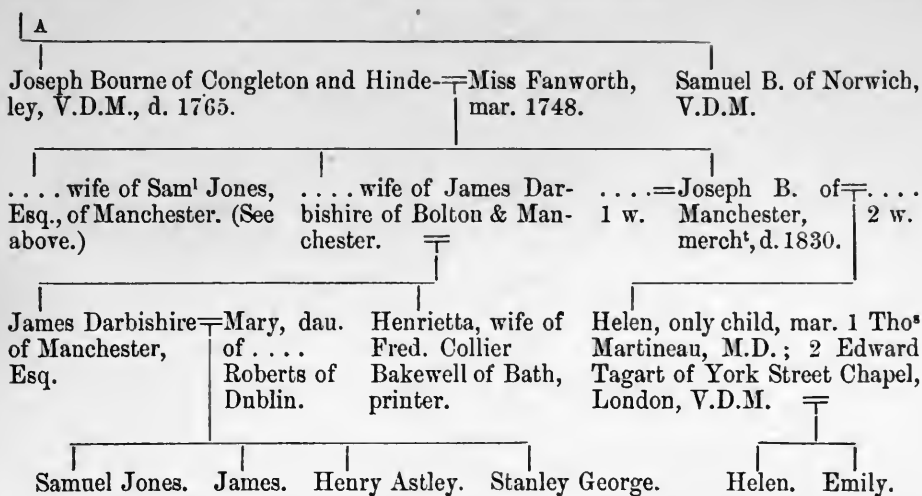 A
Joseph Bourne of Congleton and Hinde-
ley, V.D.M., d. 1765.
Miss Fanworth,
mar. 1748.
Samuel B. of Norwich,
V.D.M.
. . . . wife of Samˡ Jones,
Esq., of Manchester. (See
above.)
. . . . wife of James Dar-
bishire of Bolton & Man-
chester.
. . . .
1 w.
Joseph B. of
Manchester,
merchᵗ, d. 1830.
. . . .
2 w.
James Darbishire
of Manchester,
Esq.
Mary, dau.
of . . . .
Roberts of
Dublin.
Henrietta, wife of
Fred. Collier
Bakewell of Bath,
printer.
Helen, only child, mar. 1 Thoˢ
Martineau, M.D. ; 2 Edward
Tagart of York Street Chapel,
London, V.D.M.
Samuel Jones. James. Henry Astley. Stanley George. Helen. Emily.